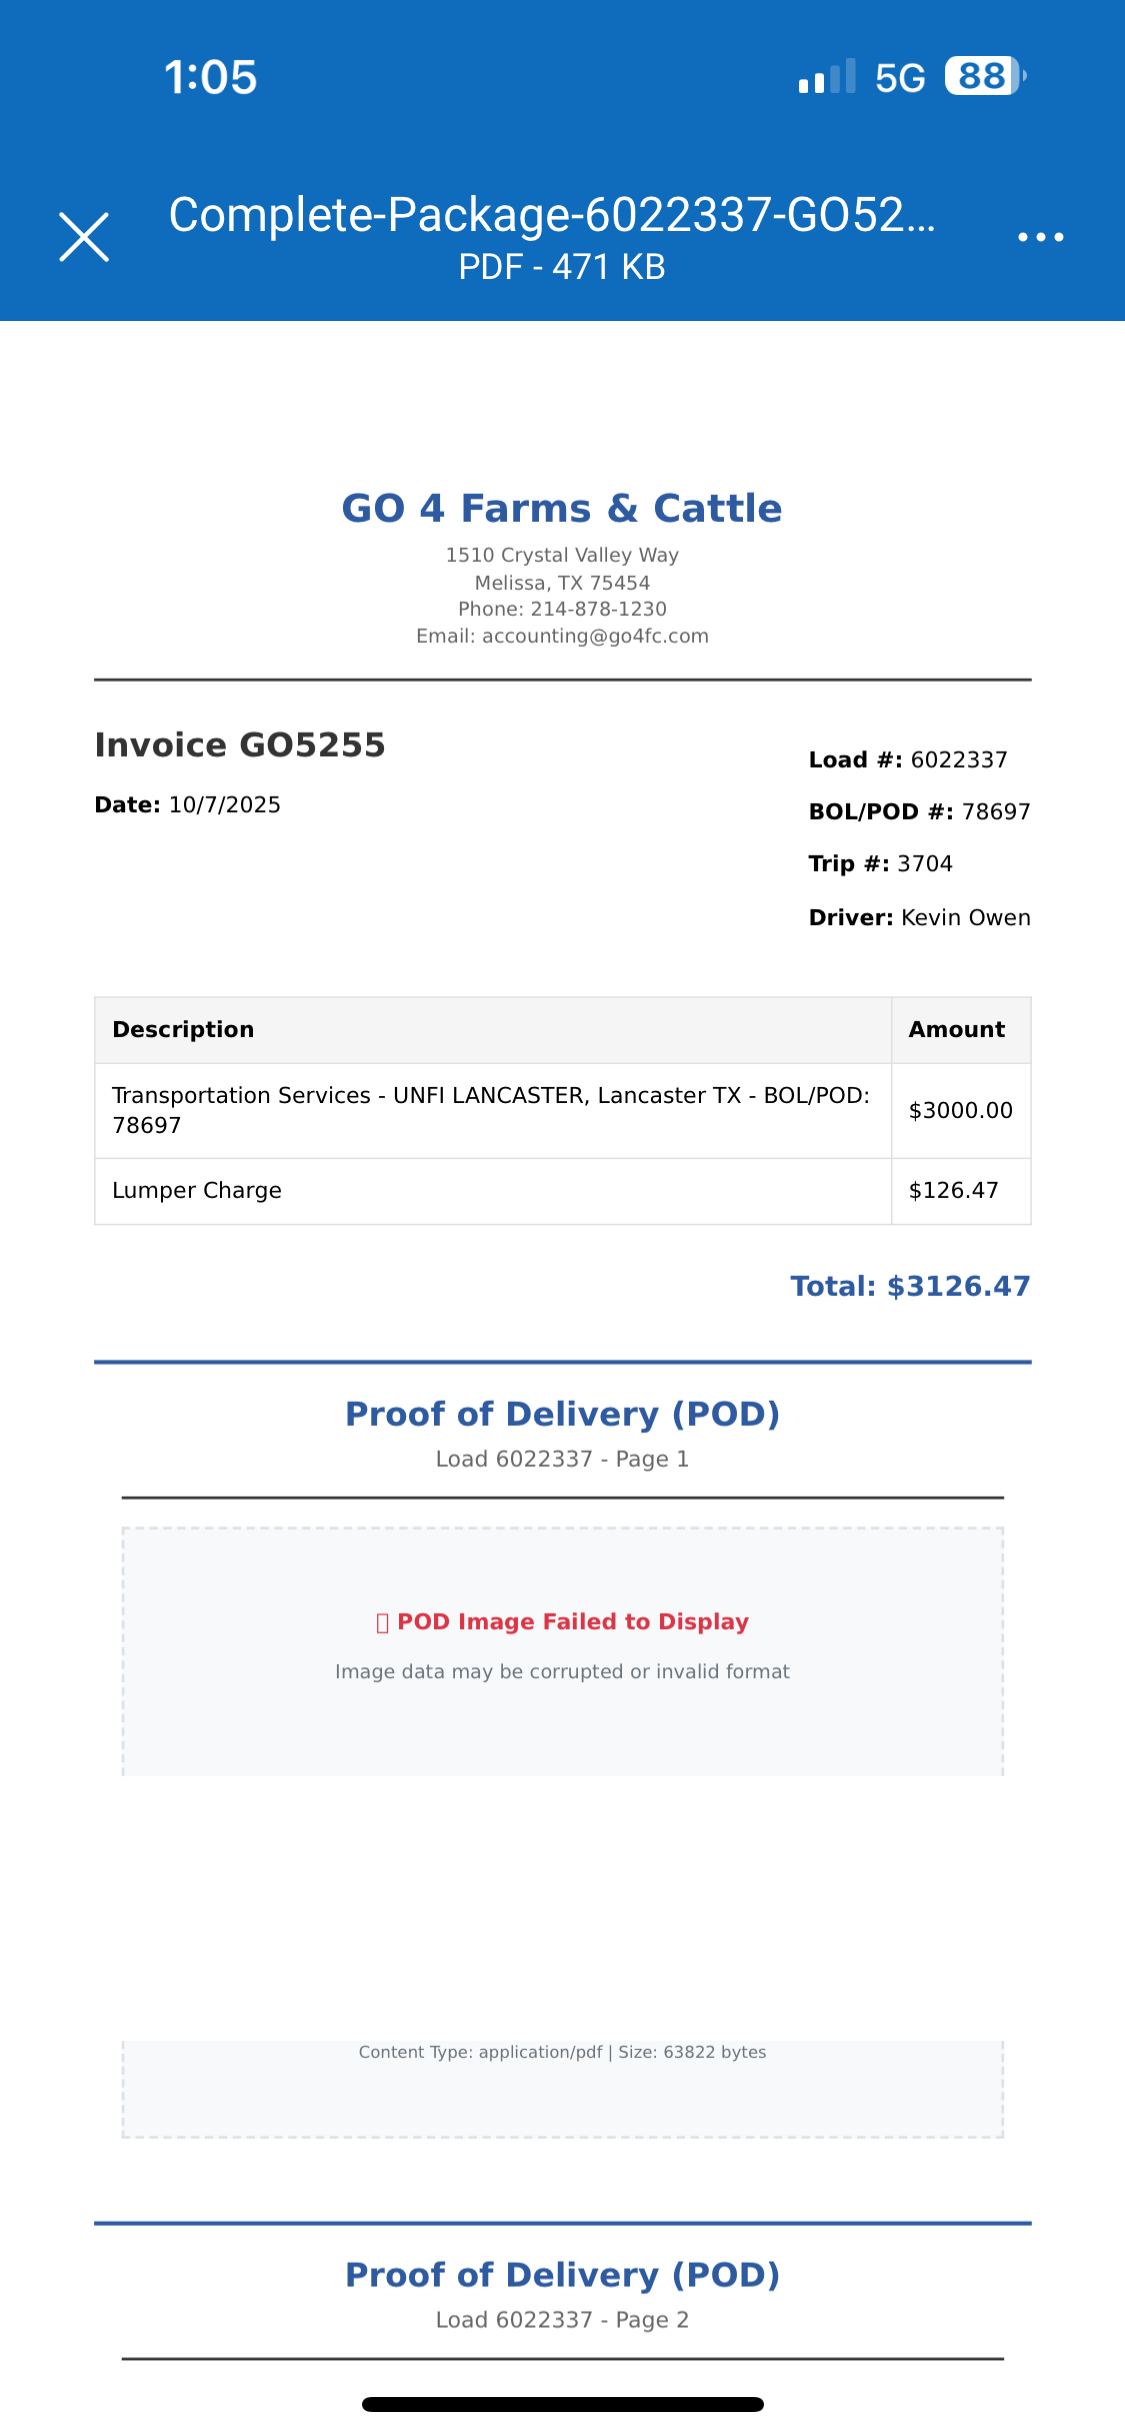 1:05
5G 88
Complete-Package-6022337-GO52...
PDF - 471 KB
GO 4 Farms & Cattle
1510 Crystal Valley Way
Melissa, TX 75454
Phone: 214-878-1230
Email: accounting@go4fc.com
Invoice GO5255
Date: 10/7/2025
Load #: 6022337
BOL/POD #: 78697
Trip #: 3704
Driver: Kevin Owen
Description Amount
Transportation Services - UNFI LANCASTER, Lancaster TX - BOL/POD:
78697
$3000.00
Lumper Charge $126.47
Total: $3126.47
Proof of Delivery (POD)
Load 6022337 - Page 1
POD Image Failed to Display
Image data may be corrupted or invalid format
Content Type: application/pdf | Size: 63822 bytes
Proof of Delivery (POD)
Load 6022337 - Page 2